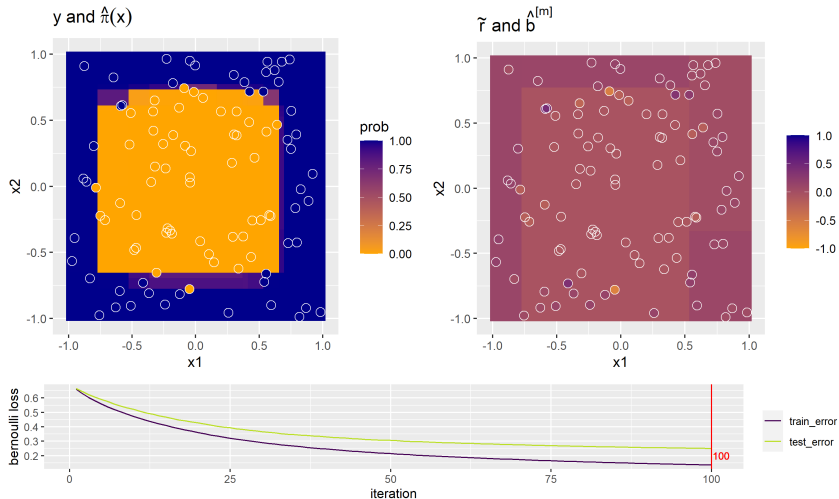 y and π̂(x)
x2
1.0
0.5
0.0
-0.5
-1.0
-1.0 -0.5 0.0 0.5 1.0
x1
prob
1.00
0.75
0.50
0.25
0.00
r̃ and b̂^[m]
x2
1.0
0.5
0.0
-0.5
-1.0
-1.0 -0.5 0.0 0.5 1.0
x1
1.0
0.5
0.0
-0.5
-1.0
bernoulli loss
0.6
0.5
0.4
0.3
0.2
100
0 25 50 75 100
iteration
train_error
test_error